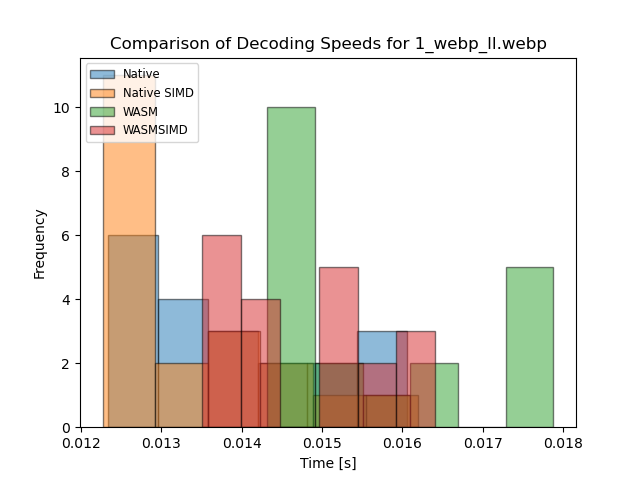 Comparison of Decoding Speeds for 1_webp_ll.webp
Native
Native SIMD
WASM
WASMSIMD
Frequency
10
8
6
4
2
0
0.012 0.013 0.014 0.015 0.016 0.017 0.018
Time [s]